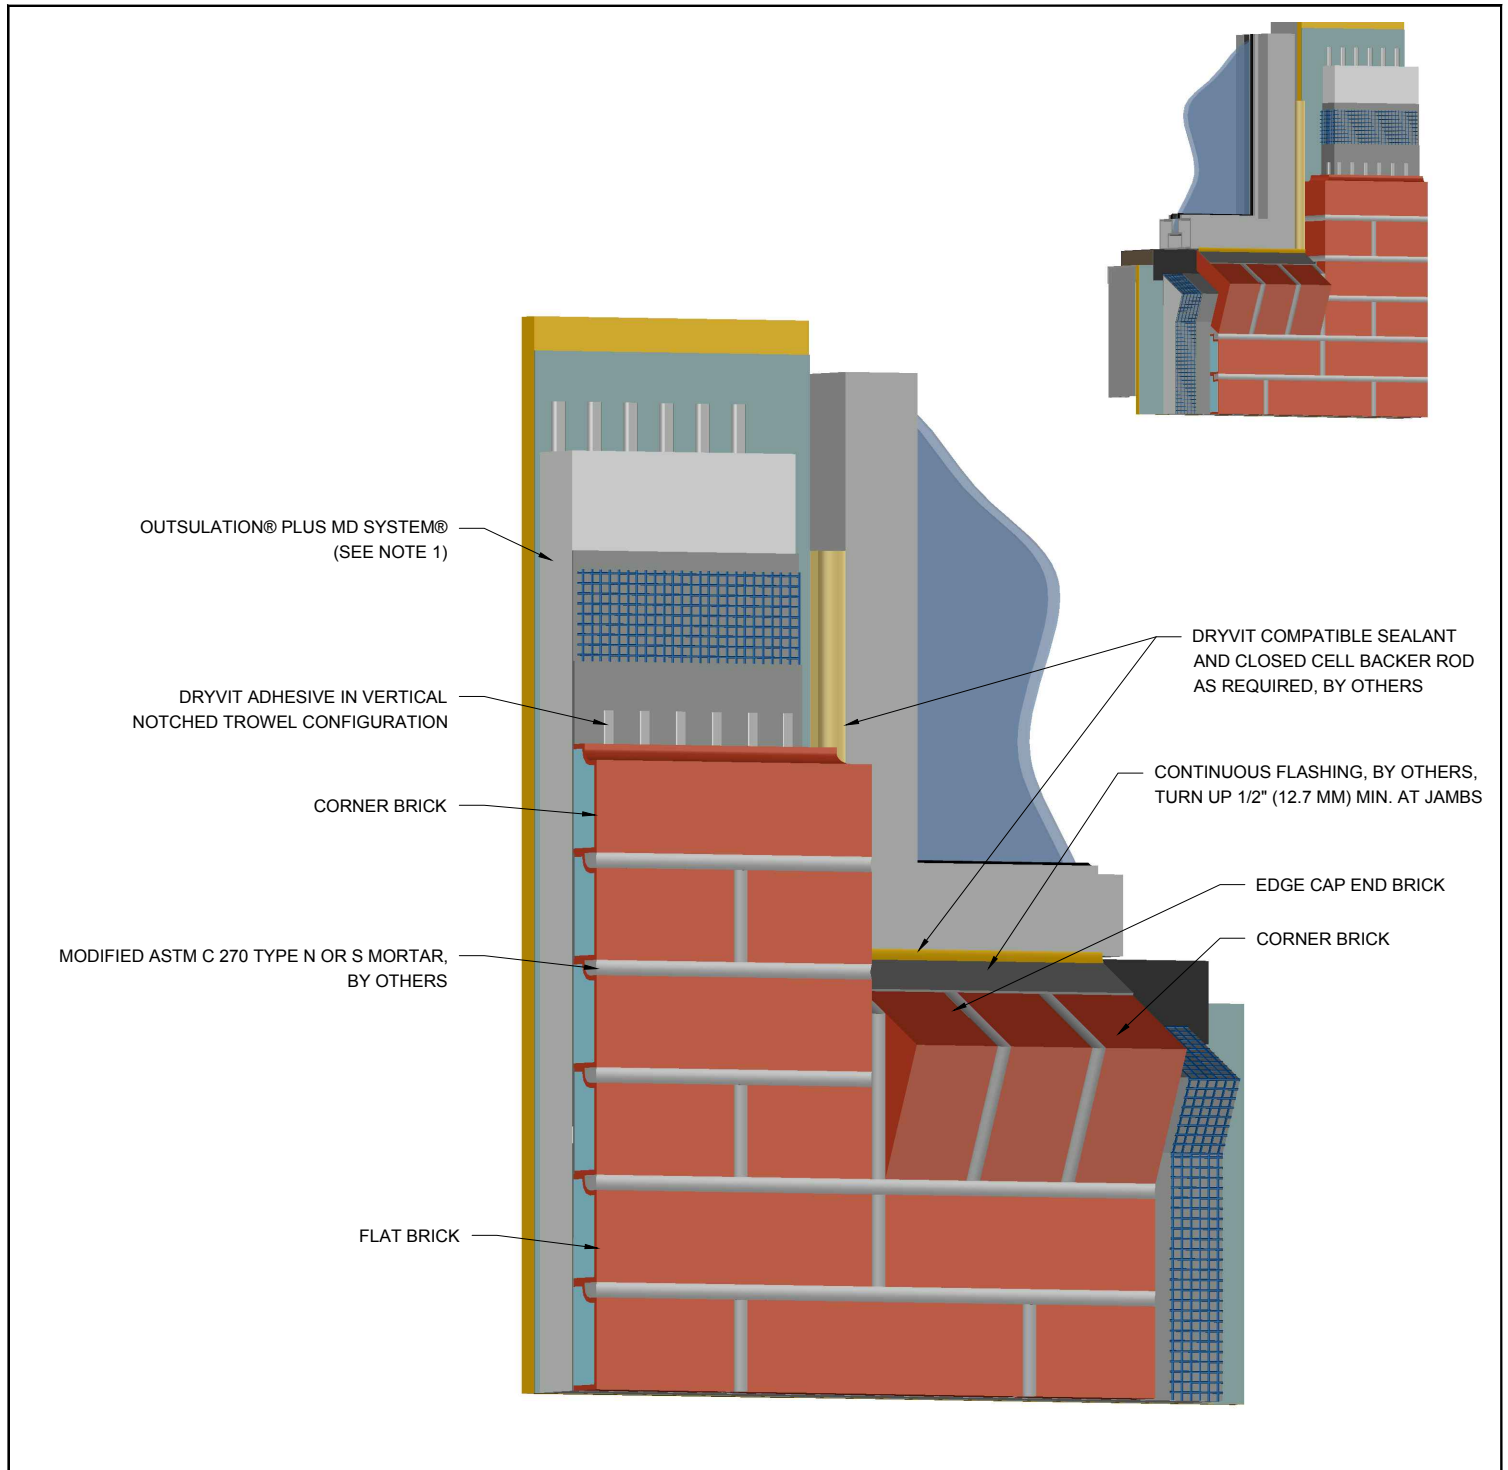 OUTSULATION® PLUS MD SYSTEM®
(SEE NOTE 1)
DRYVIT ADHESIVE IN VERTICAL
NOTCHED TROWEL CONFIGURATION
CORNER BRICK
MODIFIED ASTM C 270 TYPE N OR S MORTAR,
BY OTHERS
FLAT BRICK
DRYVIT COMPATIBLE SEALANT
AND CLOSED CELL BACKER ROD
AS REQUIRED, BY OTHERS
CONTINUOUS FLASHING, BY OTHERS,
TURN UP 1/2" (12.7 MM) MIN. AT JAMBS
EDGE CAP END BRICK
CORNER BRICK